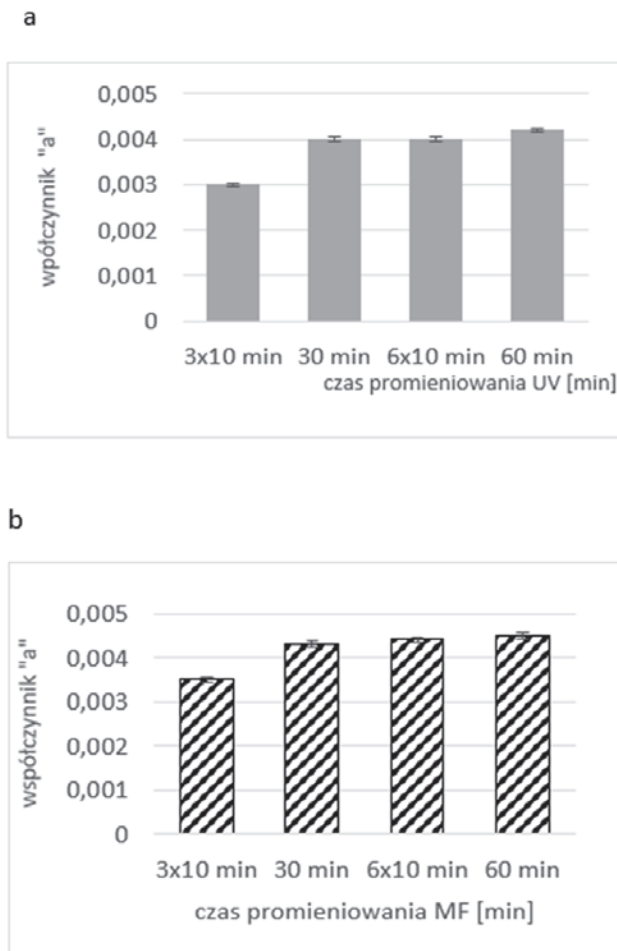 a
0,005
0,004
0,003
0,002
0,001
0
wpółczynnik "a"
3x10 min 30 min 6x10 min 60 min
czas promieniowania UV [min]
b
0,005
0,004
0,003
0,002
0,001
0
współczynnik "a"
3x10 min 30 min 6x10 min 60 min
czas promieniowania MF [min]